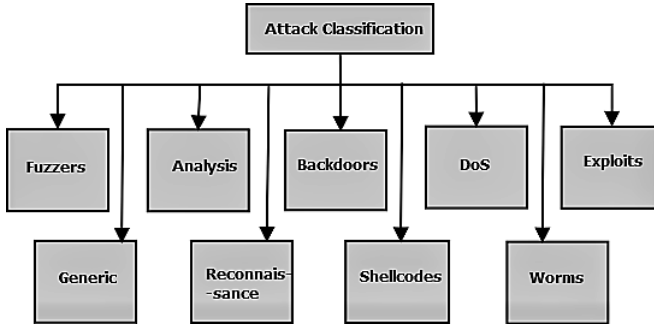 Attack Classification
Fuzzers
Analysis
Backdoors
DoS
Exploits
Generic
Reconnais-
-sance
Shellcodes
Worms